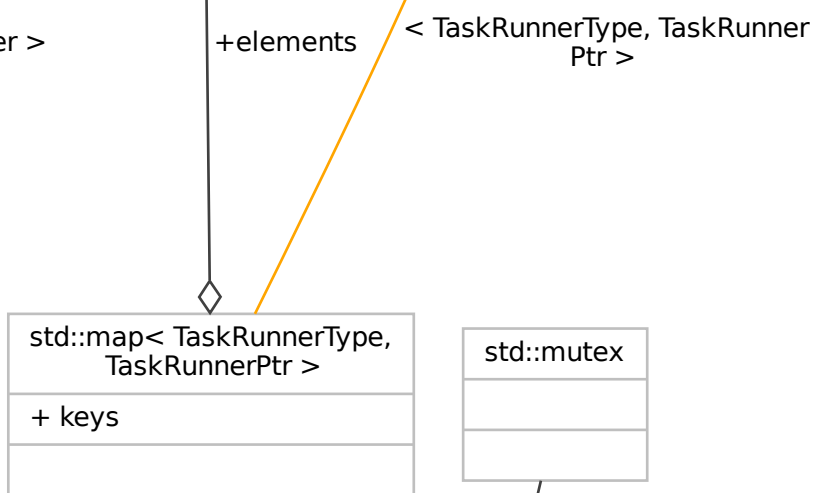 er >
+elements
< TaskRunnerType, TaskRunner
Ptr >
std::map< TaskRunnerType,
TaskRunnerPtr >
+ keys
std::mutex